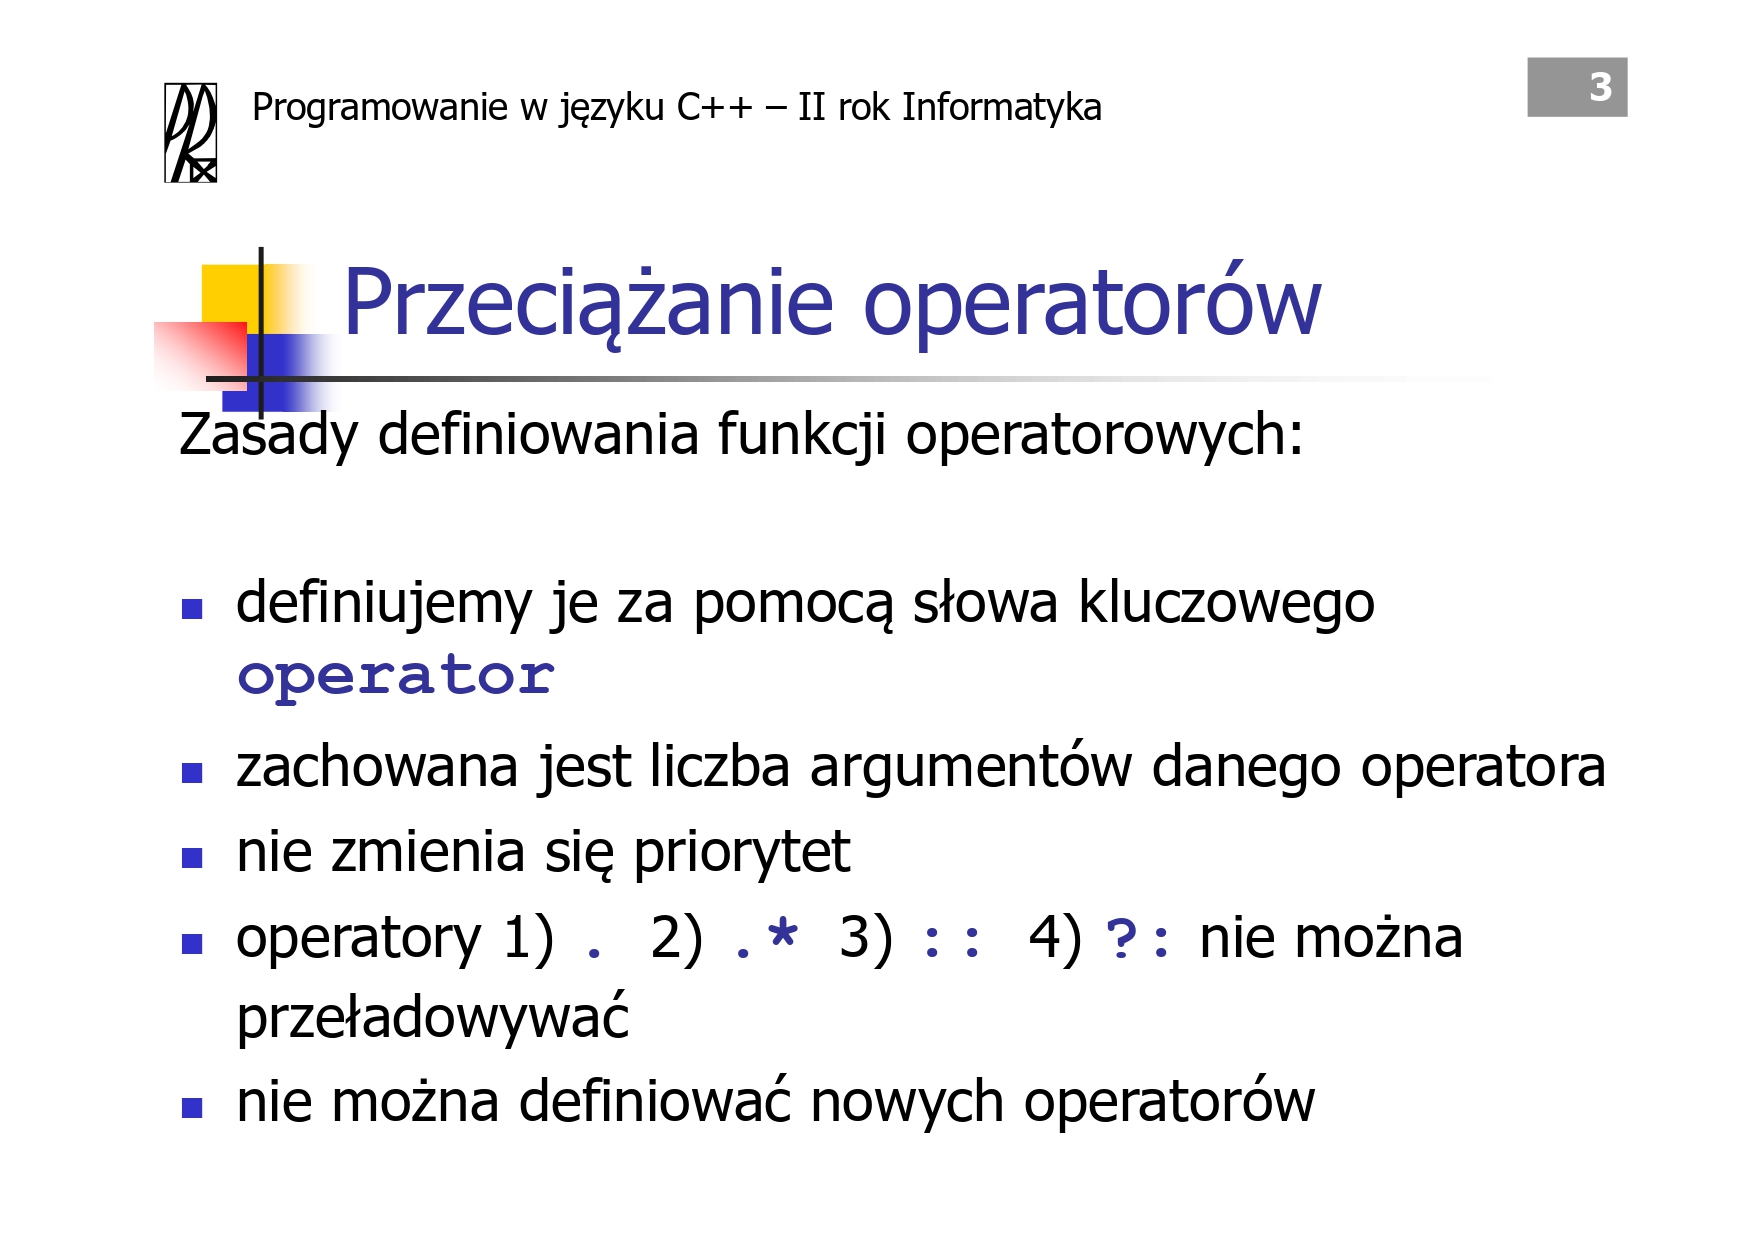 Programowanie w języku C++ – II rok Informatyka
3
Przeciążanie operatorów
Zasady definiowania funkcji operatorowych:
definiujemy je za pomocą słowa kluczowego
operator
zachowana jest liczba argumentów danego operatora
nie zmienia się priorytet
operatory 1) . 2) .* 3) :: 4) ?: nie można
przeładowywać
nie można definiować nowych operatorów